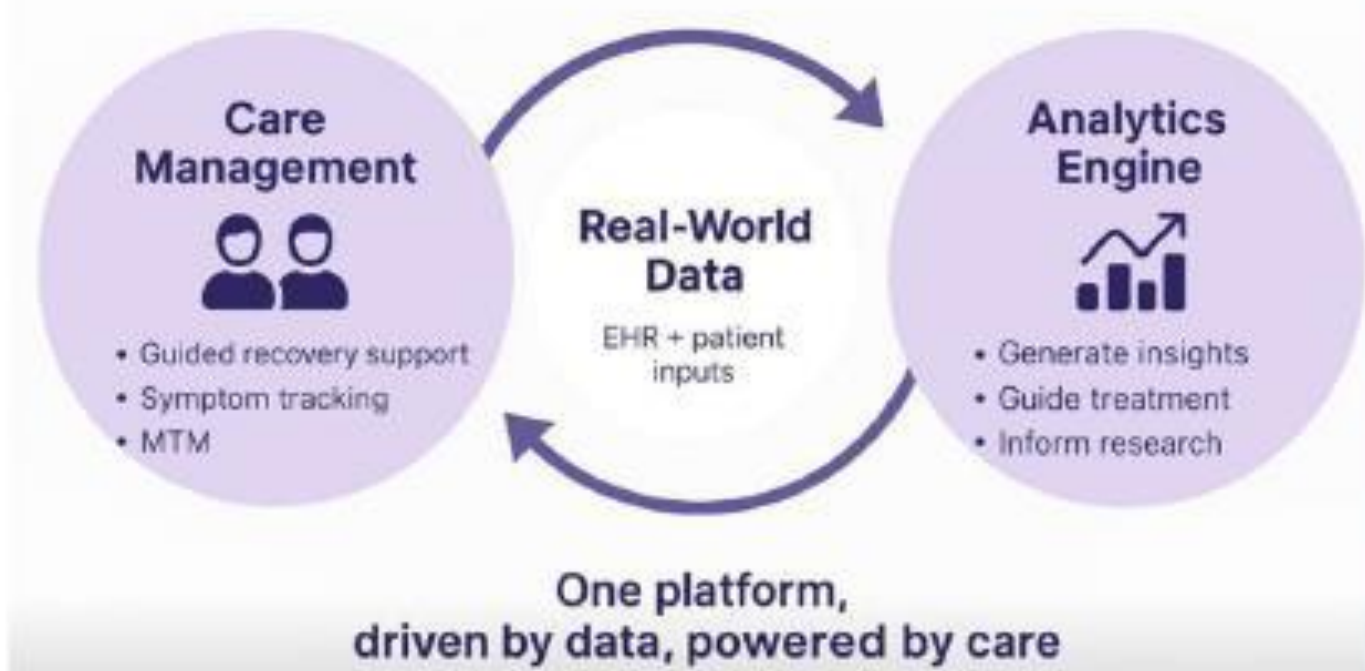 Care
Management
• Guided recovery support
• Symptom tracking
• MTM
Real-World
Data
EHR + patient
inputs
Analytics
Engine
• Generate insights
• Guide treatment
• Inform research
One platform,
driven by data, powered by care